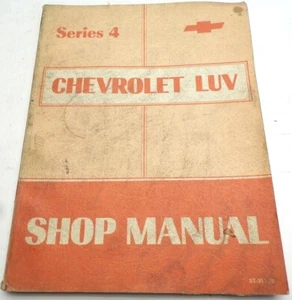 Series 4
CHEVROLET LUV
SHOP MANUAL